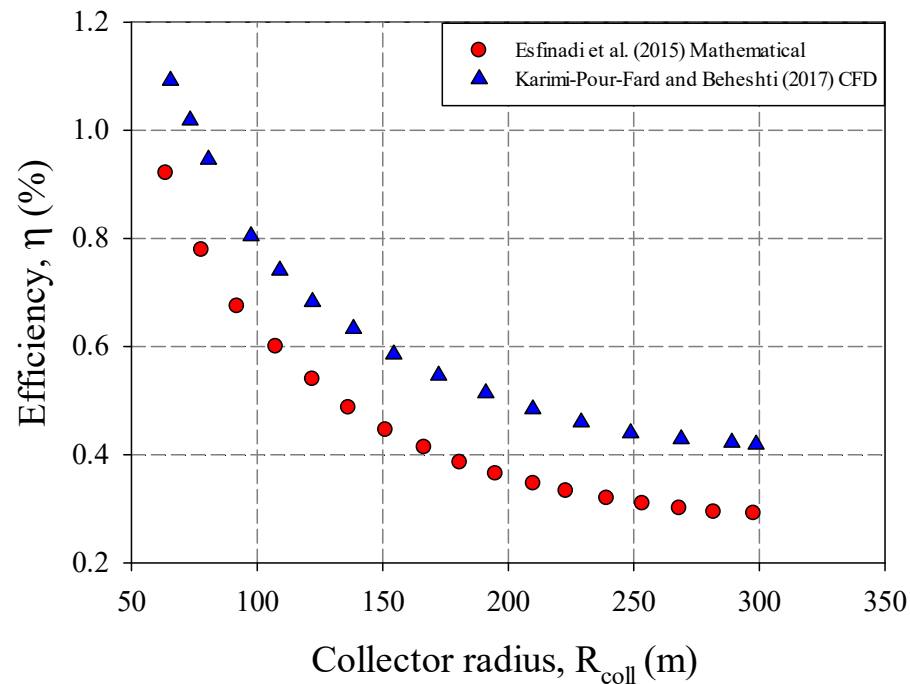 1.2
1.0
0.8
0.6
0.4
0.2
Efficiency, η (%)
Esfinadi et al. (2015) Mathematical
Karimi-Pour-Fard and Beheshti (2017) CFD
50 100 150 200 250 300 350
Collector radius, R_coll (m)